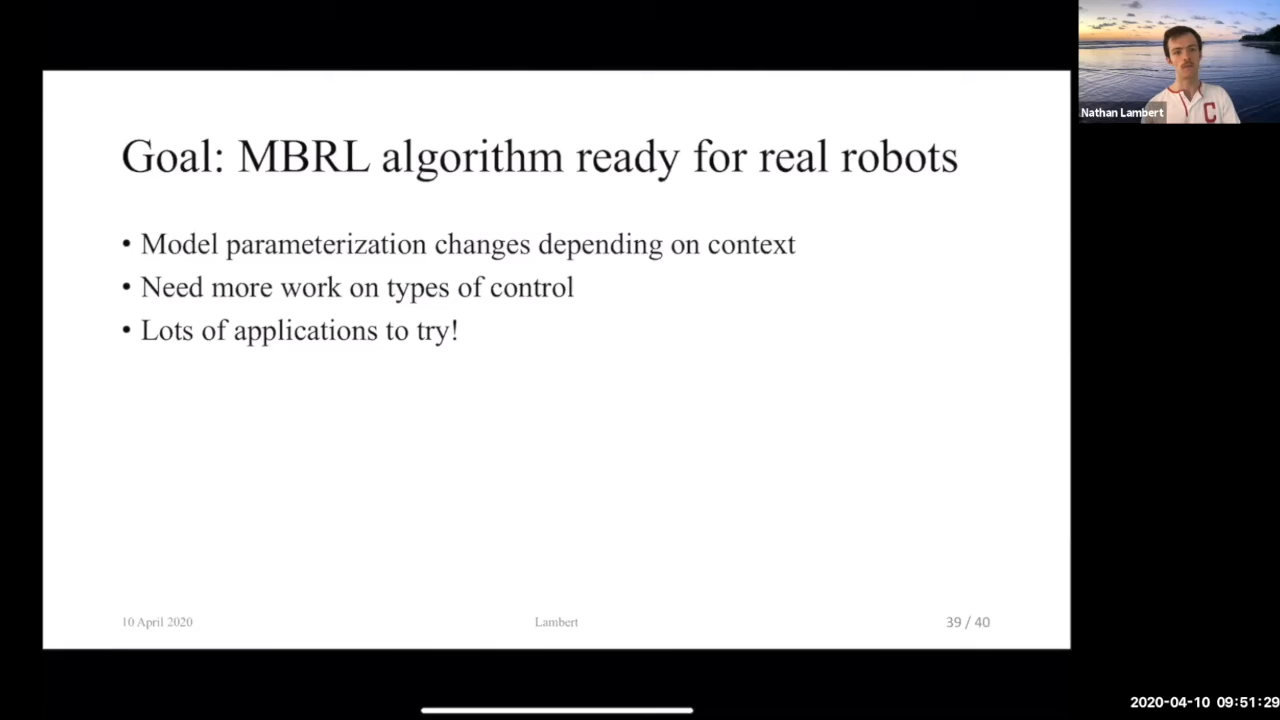 Goal: MBRL algorithm ready for real robots
• Model parameterization changes depending on context
• Need more work on types of control
• Lots of applications to try!
10 April 2020
Lambert
39 / 40
Nathan Lambert
C
2020-04-10 09:51:29